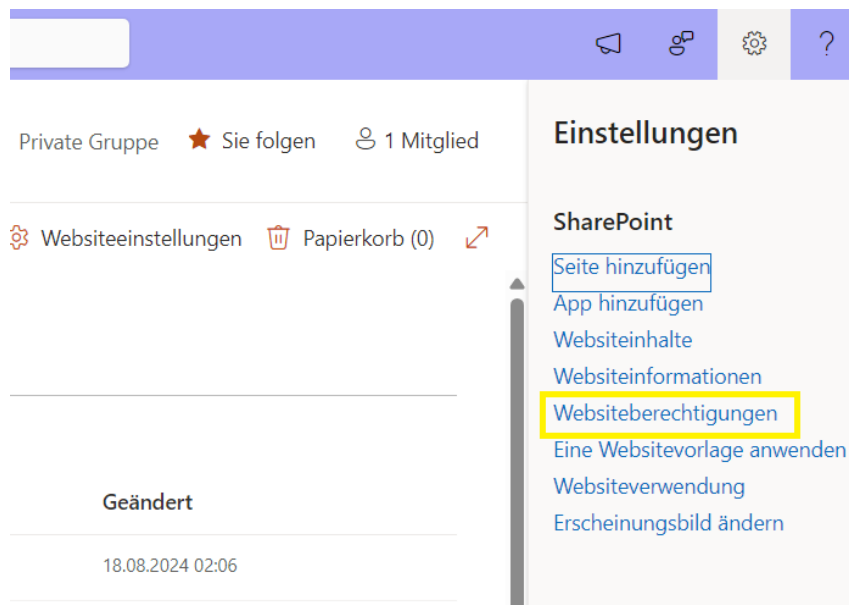 ?
Private Gruppe
Sie folgen
1 Mitglied
Websiteeinstellungen
Papierkorb (0)
Geändert
18.08.2024 02:06
Einstellungen
SharePoint
Seite hinzufügen
App hinzufügen
Websiteinhalte
Websiteinformationen
Websiteberechtigungen
Eine Websitevorlage anwenden
Websiteverwendung
Erscheinungsbild ändern